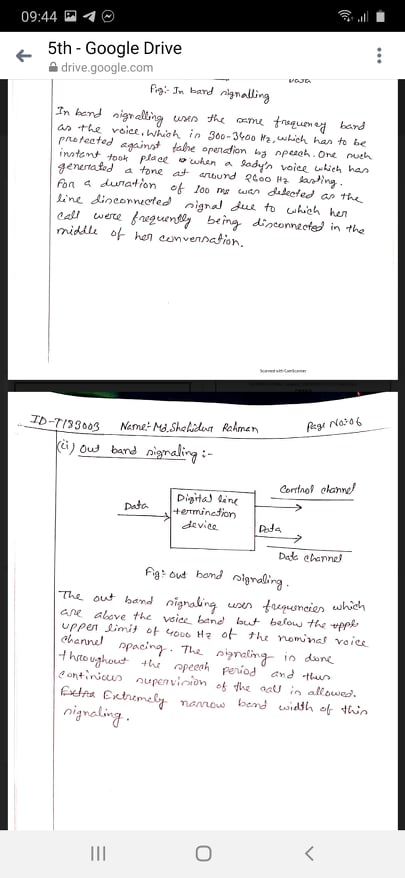 09:44
5th - Google Drive
drive.google.com
Data
Fig:- In band signalling
In band signalling uses the same frequency band
as the voice, which is 300-3400 Hz, which has to be
protected against false operation by speech. One such
instant took place when a lady's voice which has
generated a tone at around 2600 Hz lasting.
For a duration of 100 ms was detected as the
line disconnected signal due to which her
call were frequently being disconnected in the
middle of her conversation.
Scanned with CamScanner
ID-T183003 Name:- Md. Shahidur Rahman Page No:06
(ii) Out band signaling :-
Control channel
Data
Digital line
termination
device
Data
Data channel
Fig: out band signaling.
The out band signaling uses frequencies which
are above the voice band but below the
upper limit of 4000 Hz of the nominal voice
channel spacing. The signaling is done
throughout the speech period and thus
continious supervision of the call is allowed.
Extra Extremely narrow band width of this
signaling.